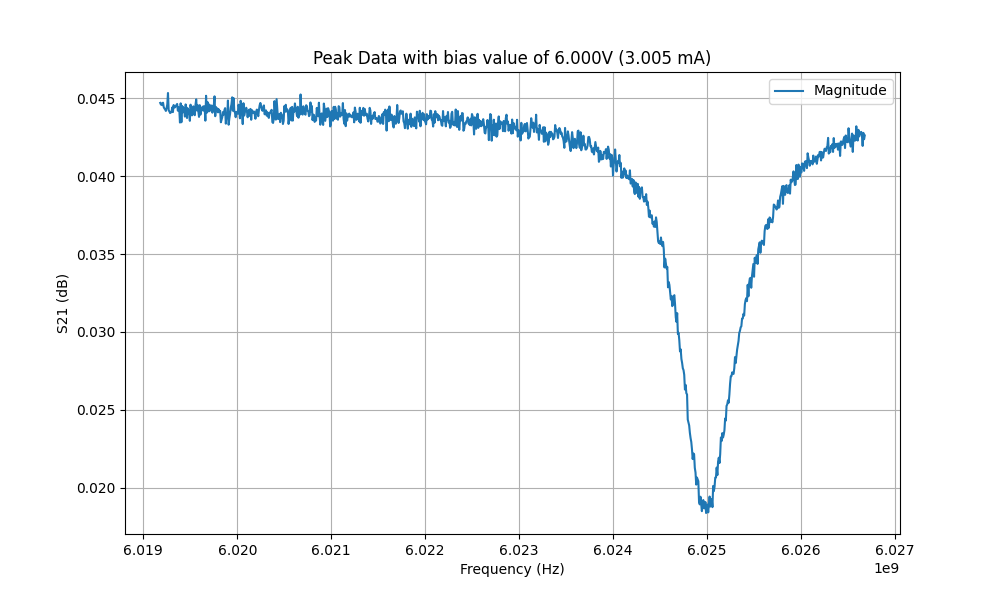 Peak Data with bias value of 6.000V (3.005 mA)
Magnitude
0.045
0.040
0.035
0.030
0.025
0.020
S21 (dB)
6.019 6.020 6.021 6.022 6.023 6.024 6.025 6.026 6.027
Frequency (Hz)
1e9